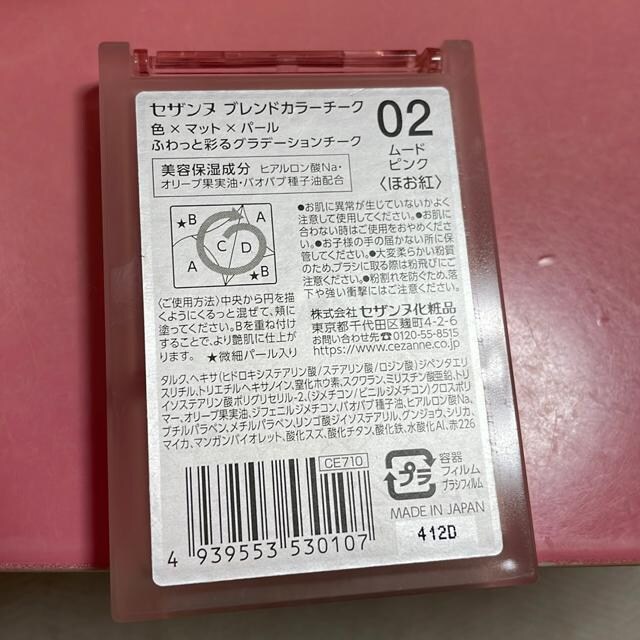 セザンヌ ブレンドカラーチーク
色×マット×パール
ふわっと彩るグラデーションチーク
02
ムード
ピンク
〈ほお紅〉
美容保湿成分 ヒアルロン酸Na・
オリーブ果実油・バオバブ種子油配合
★B A
C D
A ★B
〈ご使用方法〉中央から円を描
くようにくるっと混ぜて、頬に
塗ってください。Bを重ね付け
することで、より艶肌に仕上が
ります。 ★微細パール入り
●お肌に異常が生じていないかよく
注意して使用してください。●お肌に
合わない時はご使用をおやめくださ
い。●お子様の手の届かない所に保
管してください。●大変柔らかい粉質
のため、ブラシに取る際は粉飛びにご
注意ください。●粉割れを防ぐため、落
下や強い衝撃にはご注意ください。
株式会社 セザンヌ化粧品
東京都千代田区麹町4-2-6
お問い合わせ窓口☎0120-55-8515
https://www.cezanne.co.jp
タルク、ヘキサ(ヒドロキシステアリン酸/ステアリン酸/ロジン酸)ジペンタエリ
スリチル、トリエチルヘキサノイン、窒化ホウ素、スクワラン、ミリスチン酸亜鉛、トリ
イソステアリン酸ポリグリセリル-2、(ジメチコン/ビニルジメチコン)クロスポリ
マー、オリーブ果実油、ジフェニルジメチコン、バオバブ種子油、ヒアルロン酸Na、
ブチルパラベン、メチルパラベン、リンゴ酸ジイソステアリル、グンジョウ、シリカ、
マイカ、マンガンバイオレット、酸化スズ、酸化チタン、酸化鉄、水酸化Al、赤226
CE710
4 939553 530107
プラ
容器
フィルム
プラシフィルム
MADE IN JAPAN
412D